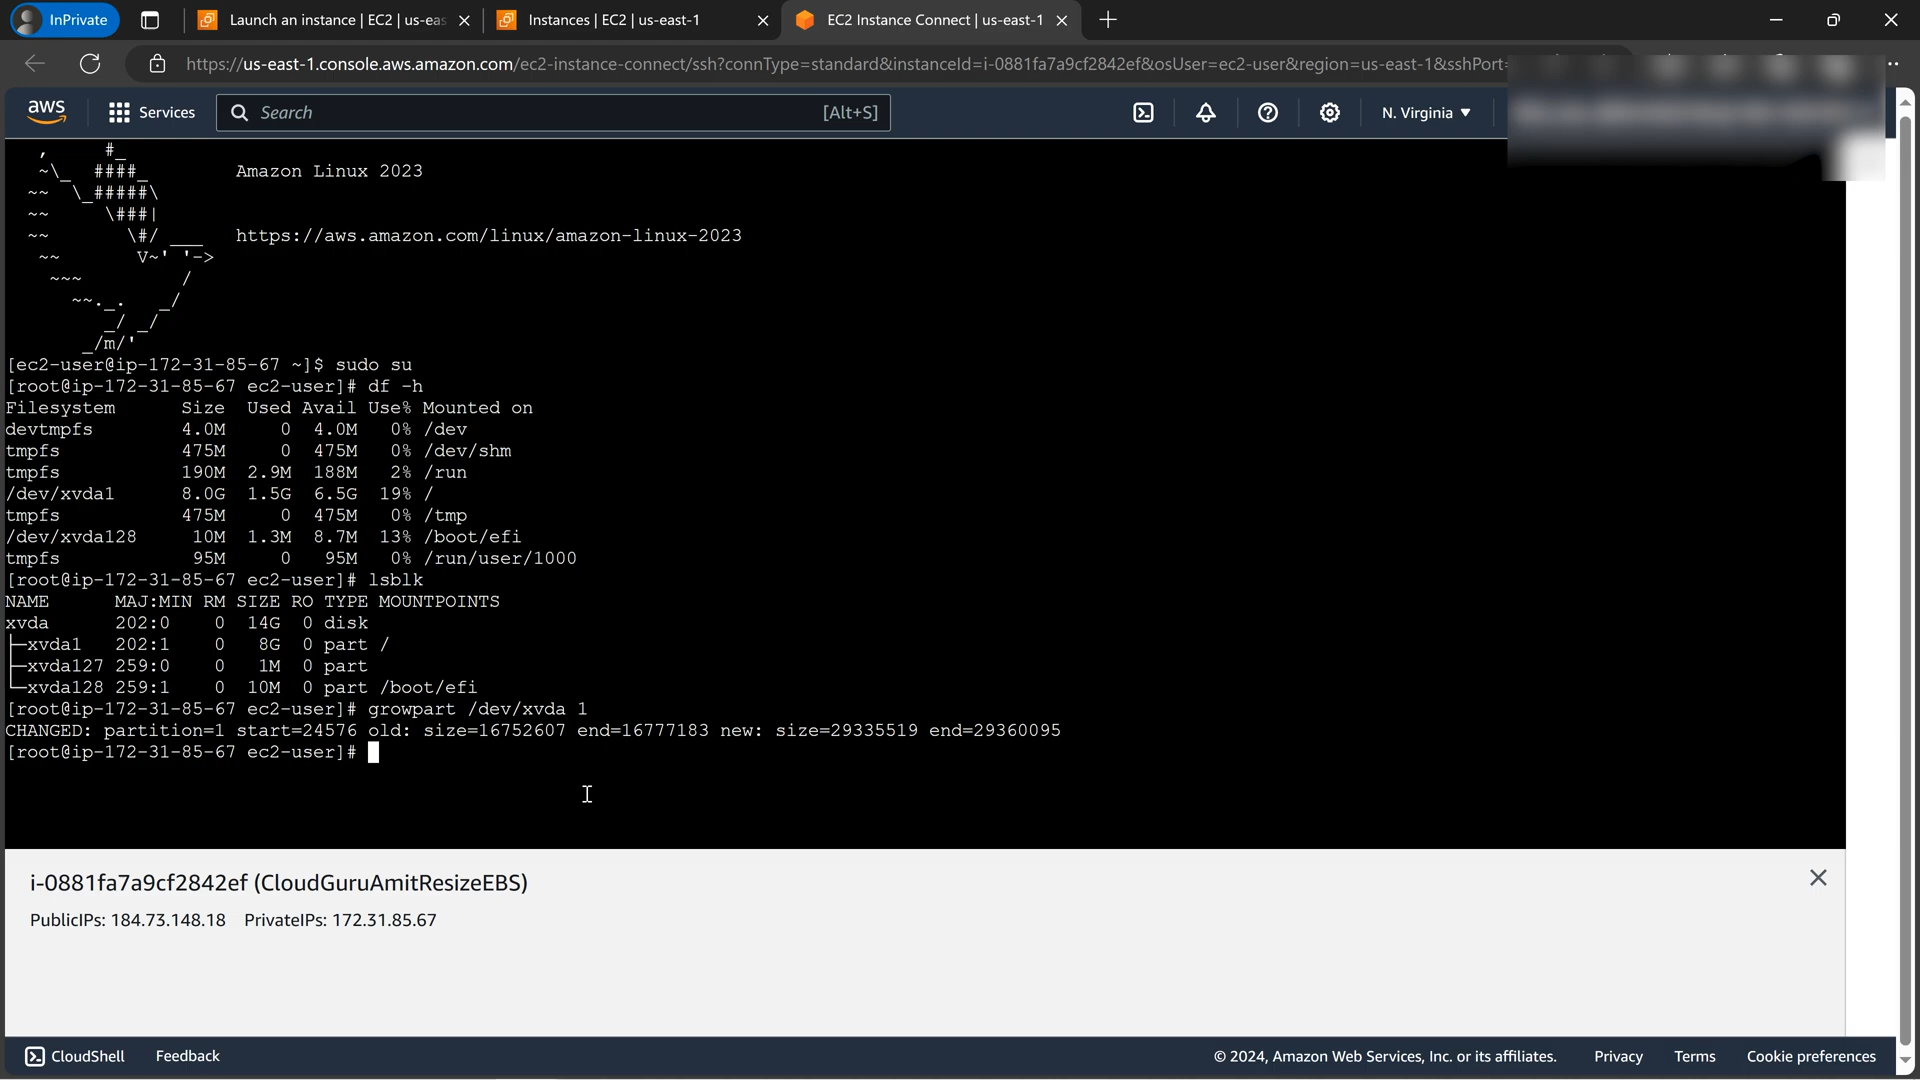 InPrivate
Launch an instance | EC2 | us-eas
Instances | EC2 | us-east-1
EC2 Instance Connect | us-east-1
https://us-east-1.console.aws.amazon.com/ec2-instance-connect/ssh?connType=standard&instanceId=i-0881fa7a9cf2842ef&osUser=ec2-user&region=us-east-1&sshPort=
aws
Services
Search
[Alt+S]
N. Virginia
   ,     #_
   ~\_  ####_        Amazon Linux 2023
  ~~  \_#####\
  ~~     \###|
  ~~       \#/ ___   https://aws.amazon.com/linux/amazon-linux-2023
   ~~       V~' '->
    ~~~         /
      ~~._.   _/
         _/ _/
       _/m/'
[ec2-user@ip-172-31-85-67 ~]$ sudo su
[root@ip-172-31-85-67 ec2-user]# df -h
Filesystem      Size  Used Avail Use% Mounted on
devtmpfs        4.0M     0  4.0M   0% /dev
tmpfs           475M     0  475M   0% /dev/shm
tmpfs           190M  2.9M  188M   2% /run
/dev/xvda1      8.0G  1.5G  6.5G  19% /
tmpfs           475M     0  475M   0% /tmp
/dev/xvda128     10M  1.3M  8.7M  13% /boot/efi
tmpfs            95M     0   95M   0% /run/user/1000
[root@ip-172-31-85-67 ec2-user]# lsblk
NAME      MAJ:MIN RM SIZE RO TYPE MOUNTPOINTS
xvda      202:0    0  14G  0 disk
├─xvda1   202:1    0   8G  0 part /
├─xvda127 259:0    0   1M  0 part
└─xvda128 259:1    0  10M  0 part /boot/efi
[root@ip-172-31-85-67 ec2-user]# growpart /dev/xvda 1
CHANGED: partition=1 start=24576 old: size=16752607 end=16777183 new: size=29335519 end=29360095
[root@ip-172-31-85-67 ec2-user]#
i-0881fa7a9cf2842ef (CloudGuruAmitResizeEBS)
PublicIPs: 184.73.148.18 PrivateIPs: 172.31.85.67
CloudShell
Feedback
© 2024, Amazon Web Services, Inc. or its affiliates.
Privacy
Terms
Cookie preferences